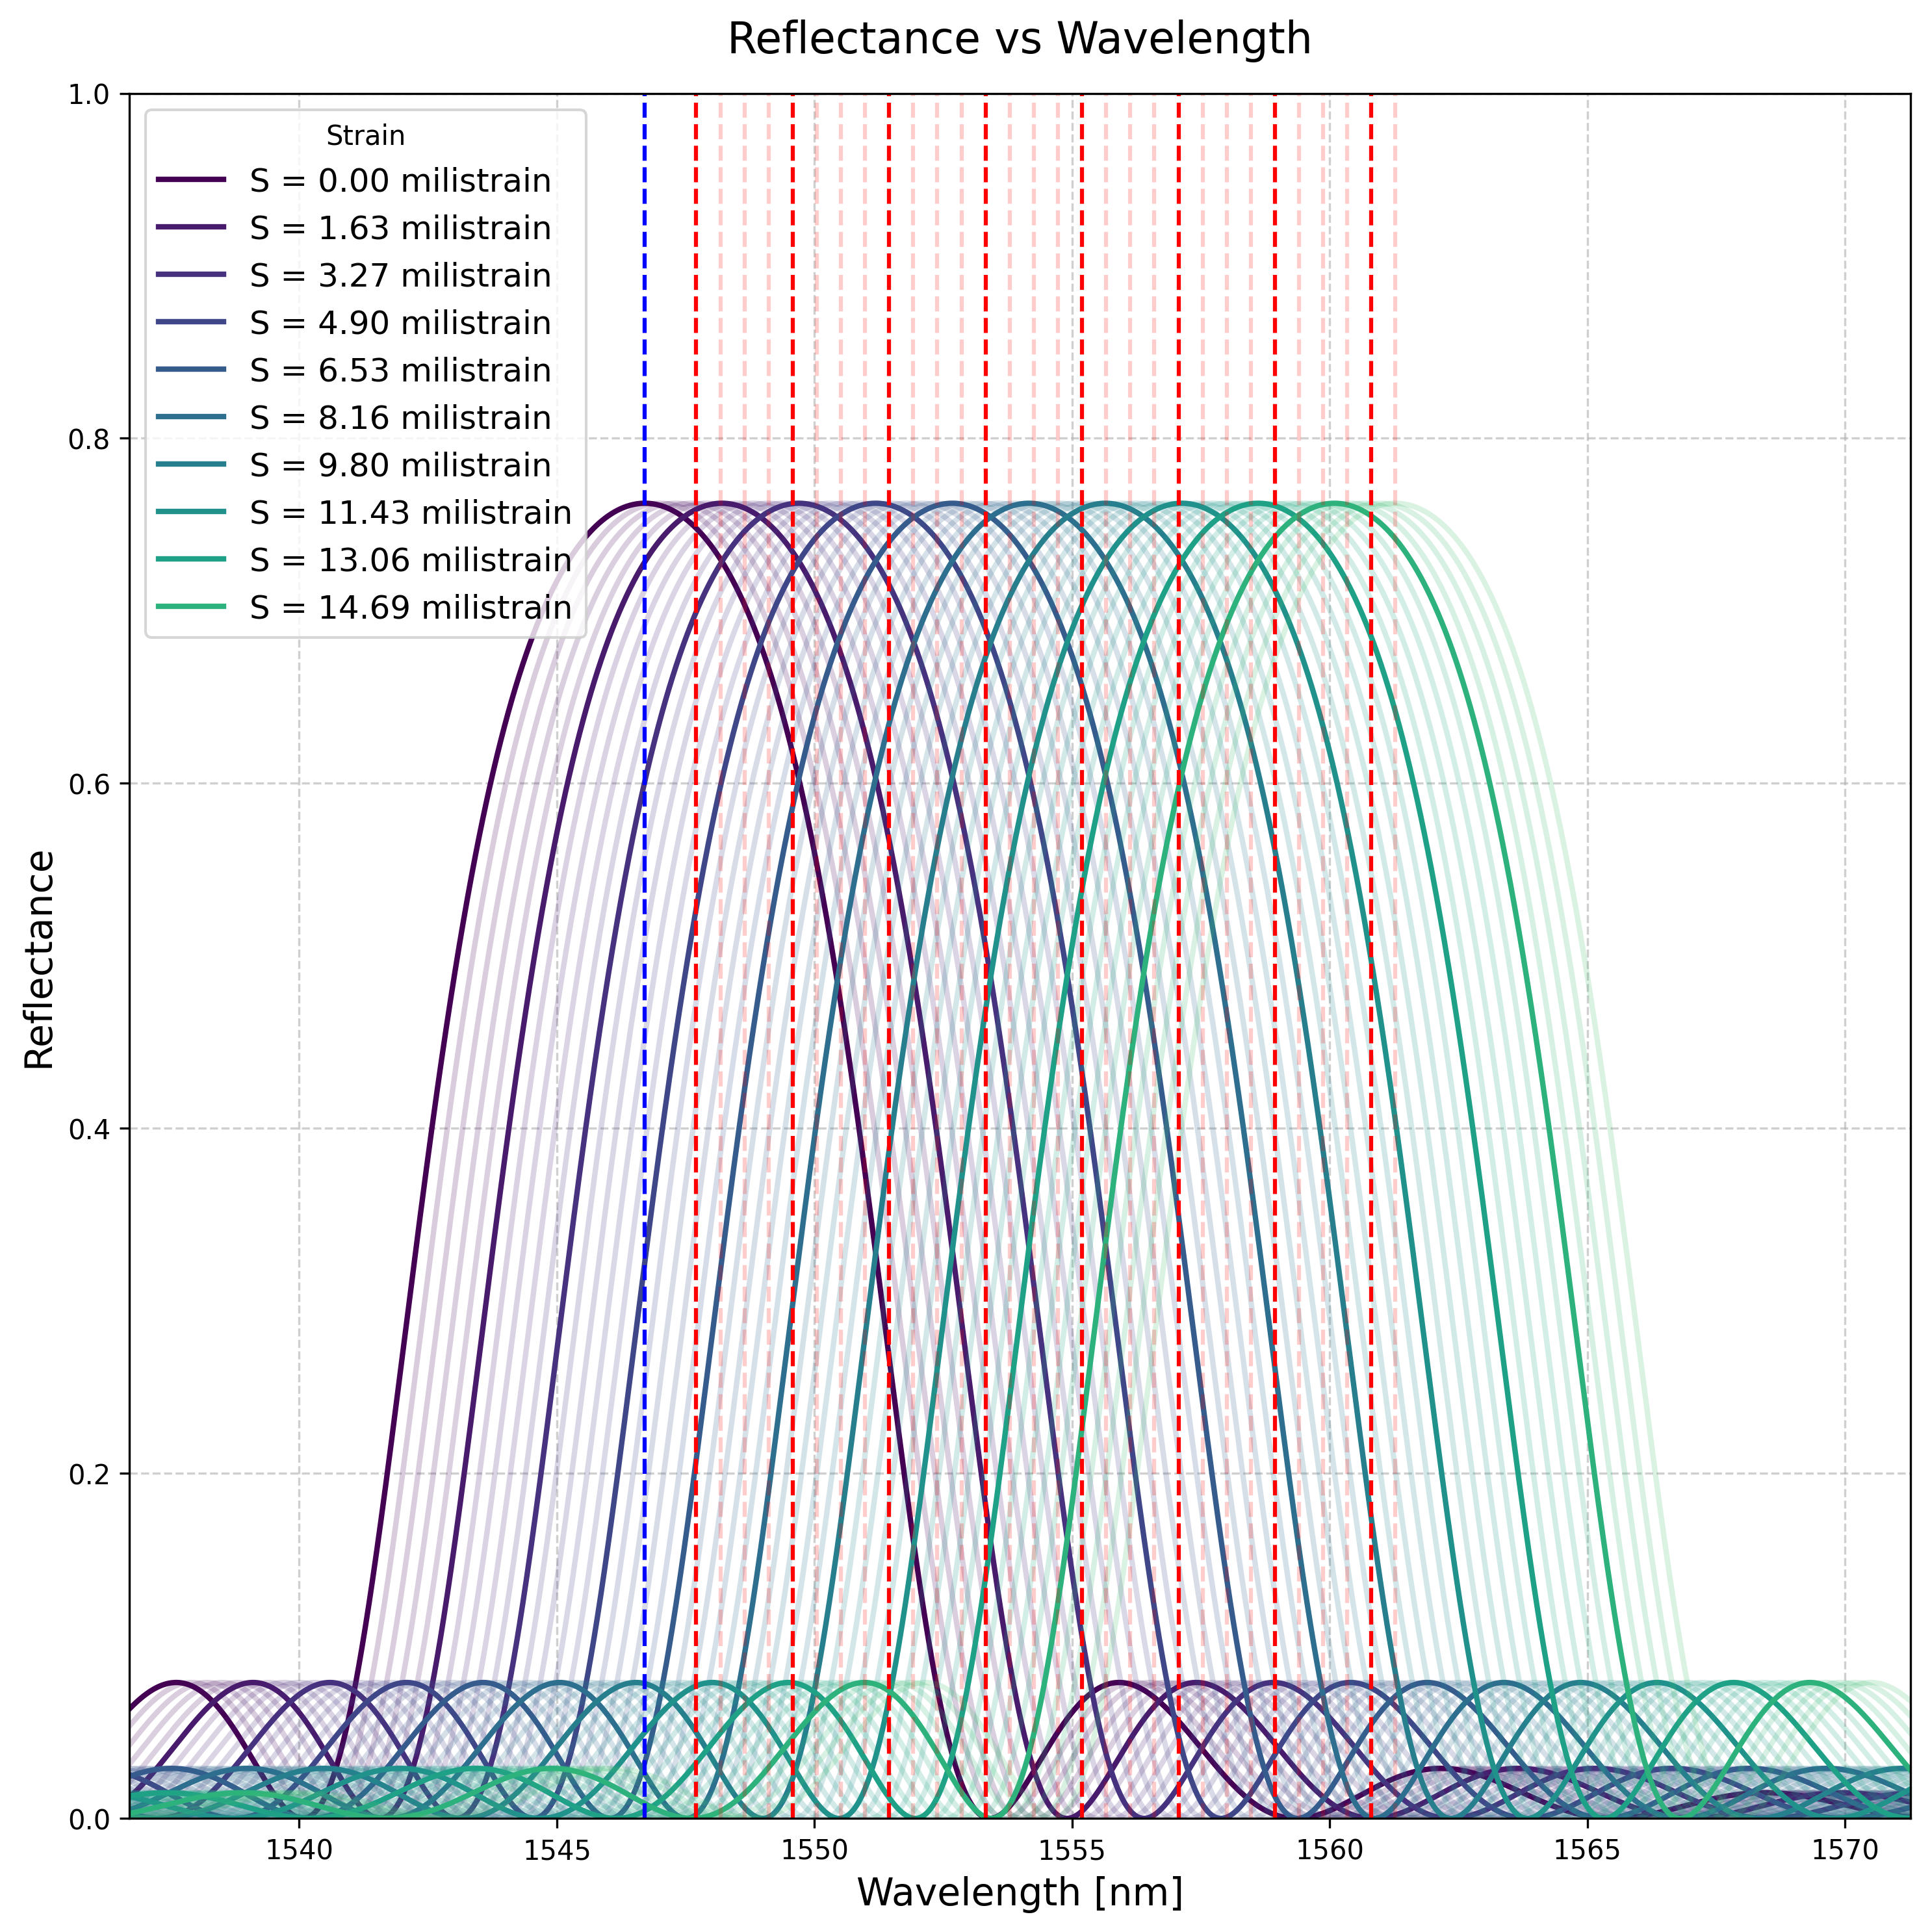 Reflectance vs Wavelength
1.0
0.8
0.6
0.4
0.2
0.0
Reflectance
Strain
S = 0.00 milistrain
S = 1.63 milistrain
S = 3.27 milistrain
S = 4.90 milistrain
S = 6.53 milistrain
S = 8.16 milistrain
S = 9.80 milistrain
S = 11.43 milistrain
S = 13.06 milistrain
S = 14.69 milistrain
1540 1545 1550 1555 1560 1565 1570
Wavelength [nm]